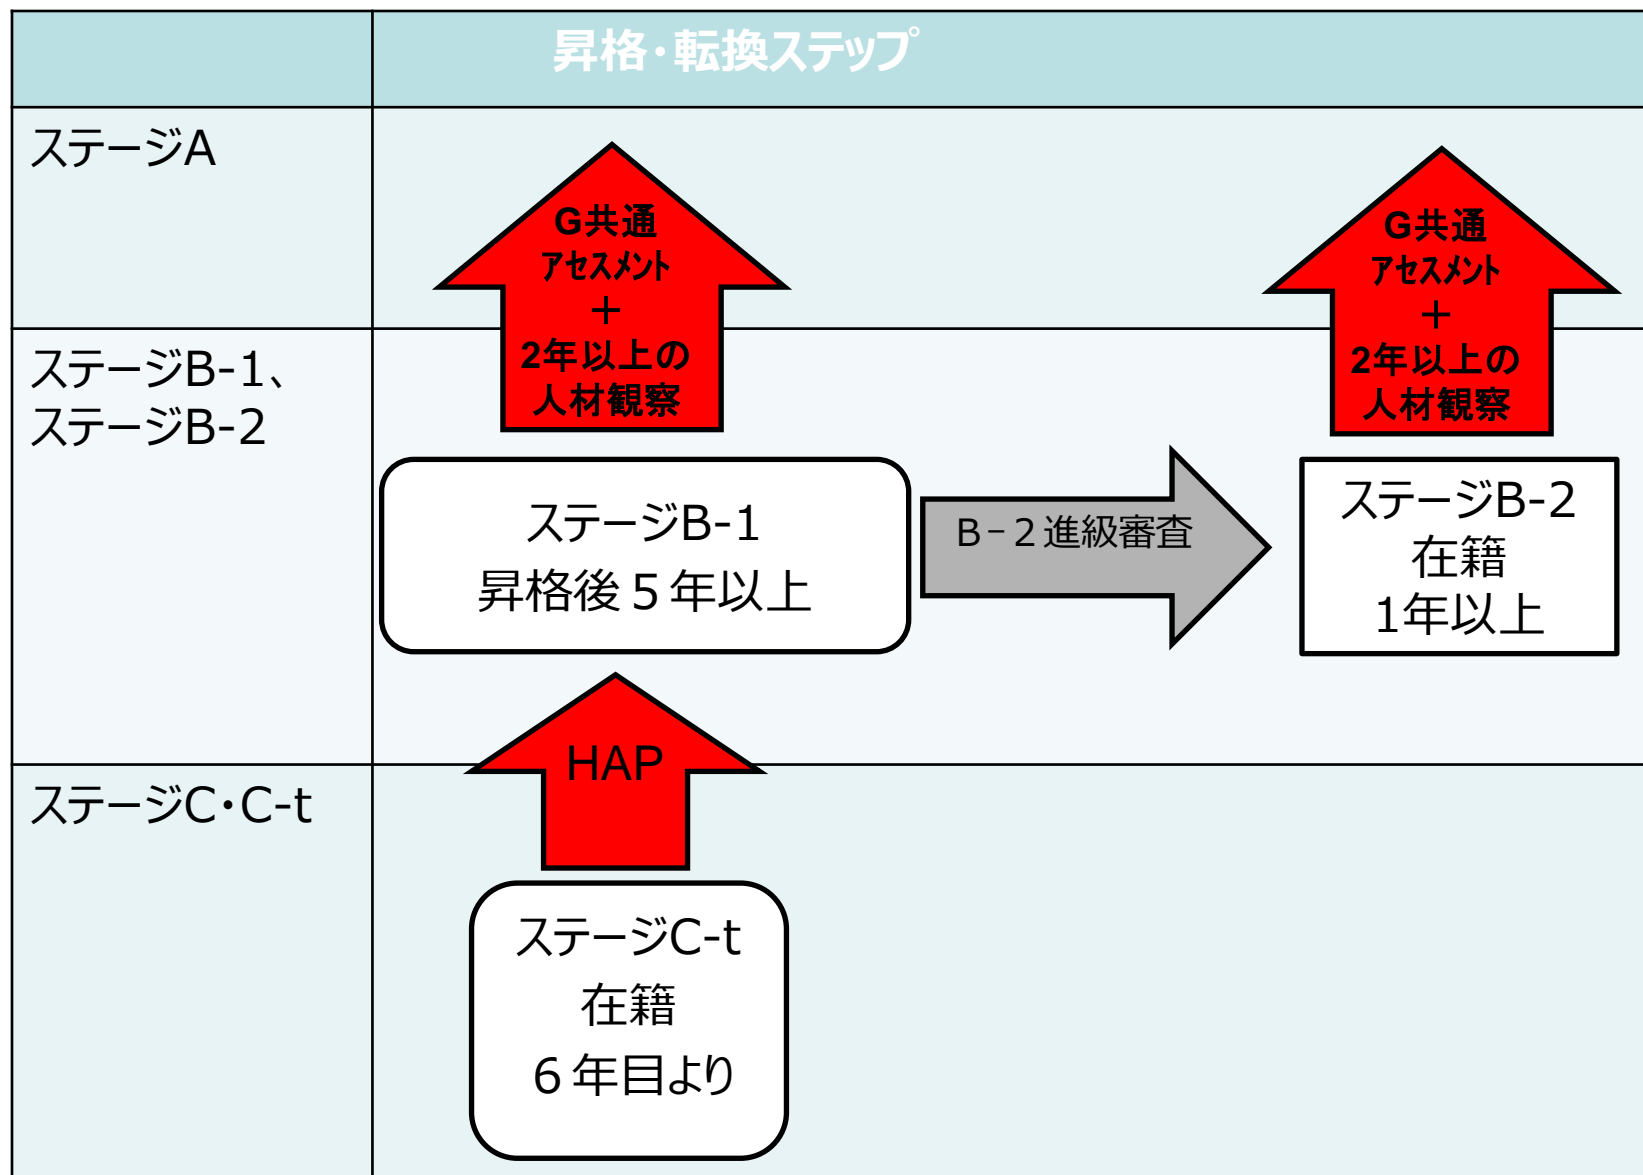 昇格・転換ステップ
ステージA
G共通
アセスメント
＋
2年以上の
人材観察
G共通
アセスメント
＋
2年以上の
人材観察
ステージB-1、
ステージB-2
ステージB-1
昇格後５年以上
B－２進級審査
ステージB-2
在籍
1年以上
HAP
ステージC・C-t
ステージC-t
在籍
６年目より